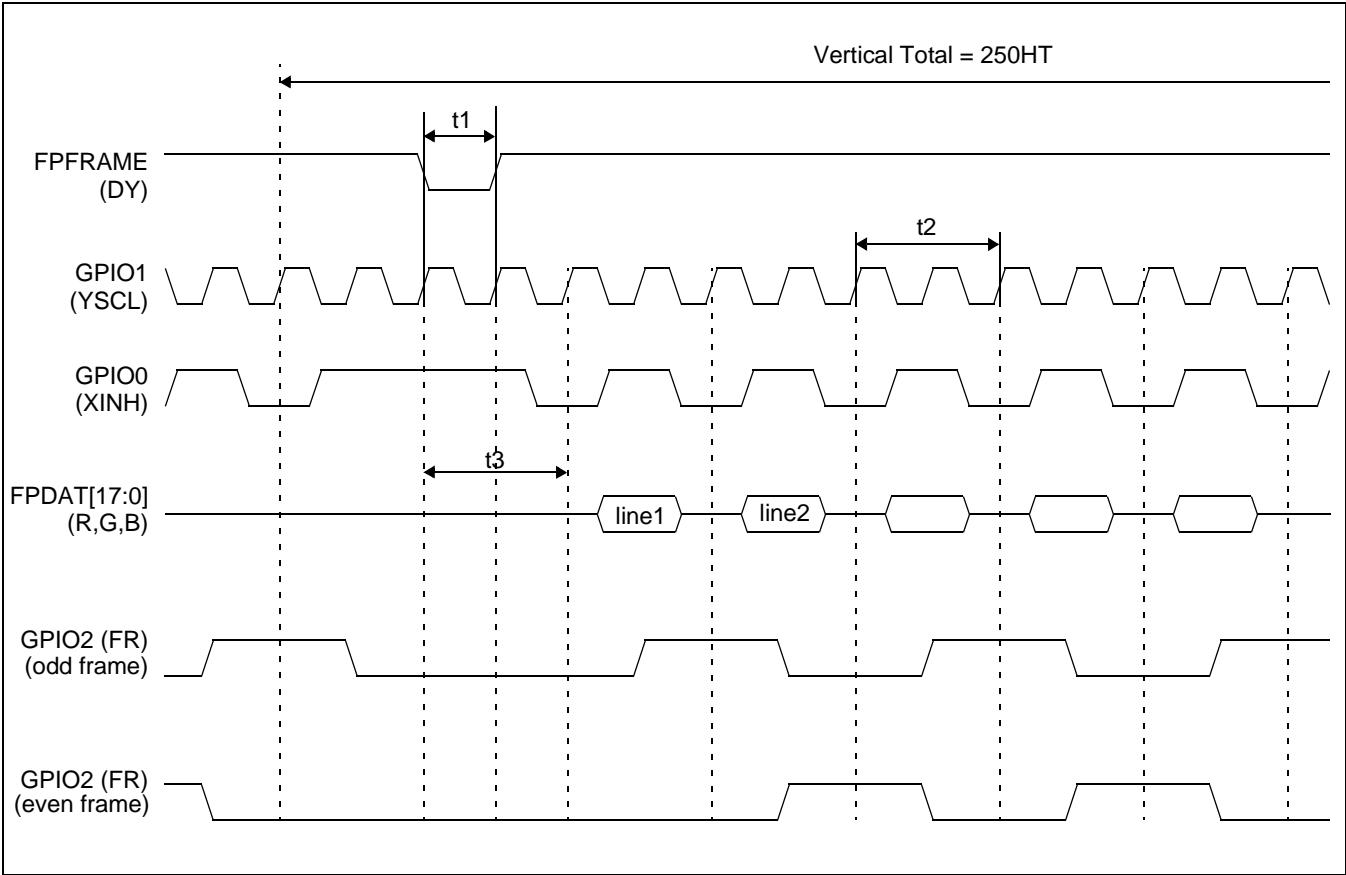 Vertical Total = 250HT
t1
FPFRAME
(DY)
t2
GPIO1
(YSCL)
GPIO0
(XINH)
t3
FPDAT[17:0]
(R,G,B)
line1
line2
GPIO2 (FR)
(odd frame)
GPIO2 (FR)
(even frame)